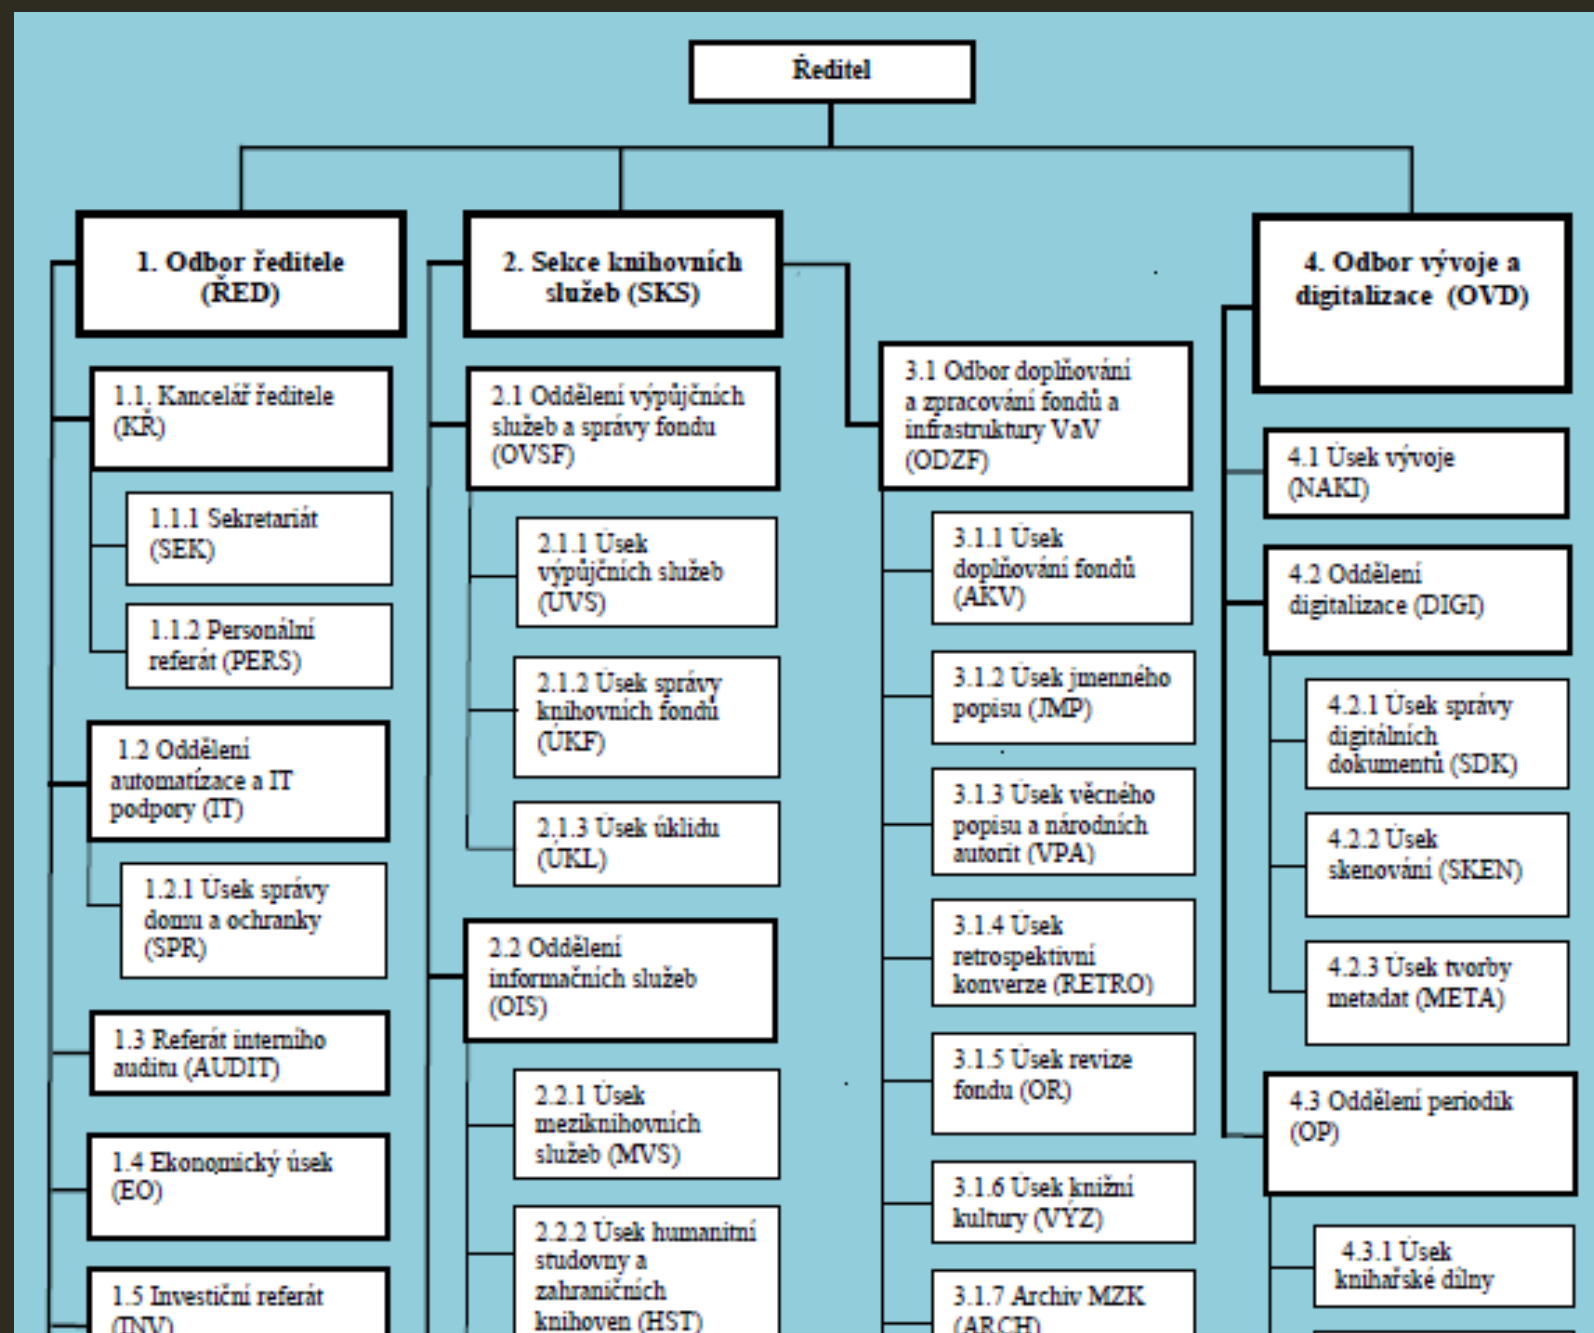 Ředitel
1. Odbor ředitele
(ŘED)
1.1. Kancelář ředitele
(KŘ)
1.1.1 Sekretariát
(SEK)
1.1.2 Personální
referát (PERS)
1.2 Oddělení
automatizace a IT
podpory (IT)
1.2.1 Úsek správy
domu a ochranky
(SPR)
1.3 Referát interního
auditu (AUDIT)
1.4 Ekonomický úsek
(EO)
1.5 Investiční referát
(INV)
2. Sekce knihovních
služeb (SKS)
2.1 Oddělení výpůjčních
služeb a správy fondu
(OVSF)
2.1.1 Úsek
výpůjčních služeb
(ÚVS)
2.1.2 Úsek správy
knihovních fondů
(ÚKF)
2.1.3 Úsek úklidu
(ÚKL)
2.2 Oddělení
informačních služeb
(OIS)
2.2.1 Úsek
meziknihovních
služeb (MVS)
2.2.2 Úsek humanitní
studovny a
zahraničních
knihoven (HST)
3.1 Odbor doplňování
a zpracování fondů a
infrastruktury VaV
(ODZF)
3.1.1 Úsek
doplňování fondů
(AKV)
3.1.2 Úsek jmenného
popisu (JMP)
3.1.3 Úsek věcného
popisu a národních
autorit (VPA)
3.1.4 Úsek
retrospektivní
konverze (RETRO)
3.1.5 Úsek revize
fondu (OR)
3.1.6 Úsek knižní
kultury (VÝZ)
3.1.7 Archiv MZK
(ARCH)
4. Odbor vývoje a
digitalizace (OVD)
4.1 Úsek vývoje
(NAKI)
4.2 Oddělení
digitalizace (DIGI)
4.2.1 Úsek správy
digitálních
dokumentů (SDK)
4.2.2 Úsek
skenování (SKEN)
4.2.3 Úsek tvorby
metadat (META)
4.3 Oddělení periodik
(OP)
4.3.1 Úsek
knihařské dílny